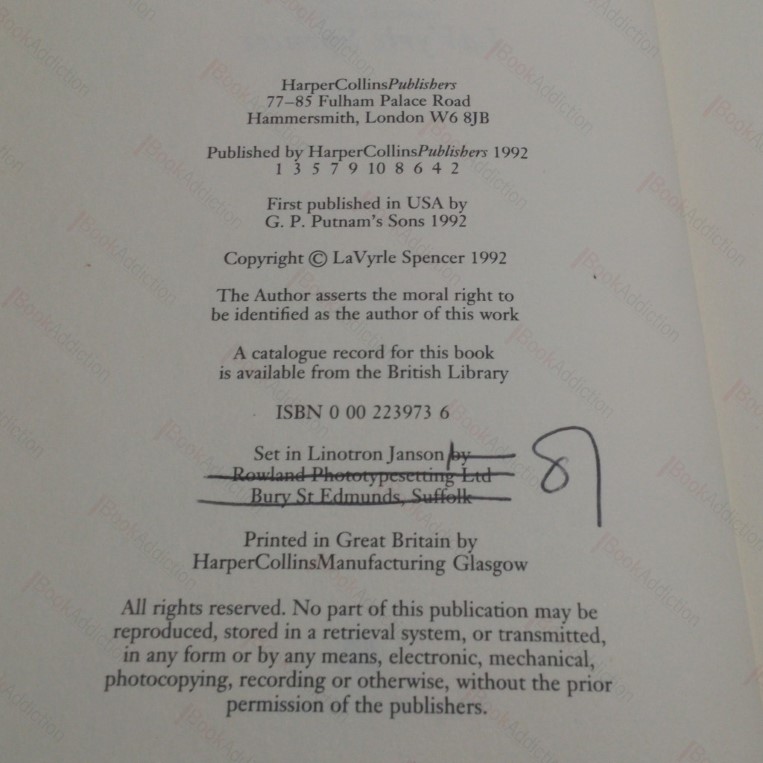 HarperCollinsPublishers
77–85 Fulham Palace Road
Hammersmith, London W6 8JB
Published by HarperCollinsPublishers 1992
1 3 5 7 9 10 8 6 4 2
First published in USA by
G. P. Putnam's Sons 1992
Copyright © LaVyrle Spencer 1992
The Author asserts the moral right to
be identified as the author of this work
A catalogue record for this book
is available from the British Library
ISBN 0 00 223973 6
Set in Linotron Janson by
Rowland Phototypesetting Ltd
Bury St Edmunds, Suffolk
Printed in Great Britain by
HarperCollinsManufacturing Glasgow
All rights reserved. No part of this publication may be
reproduced, stored in a retrieval system, or transmitted,
in any form or by any means, electronic, mechanical,
photocopying, recording or otherwise, without the prior
permission of the publishers.